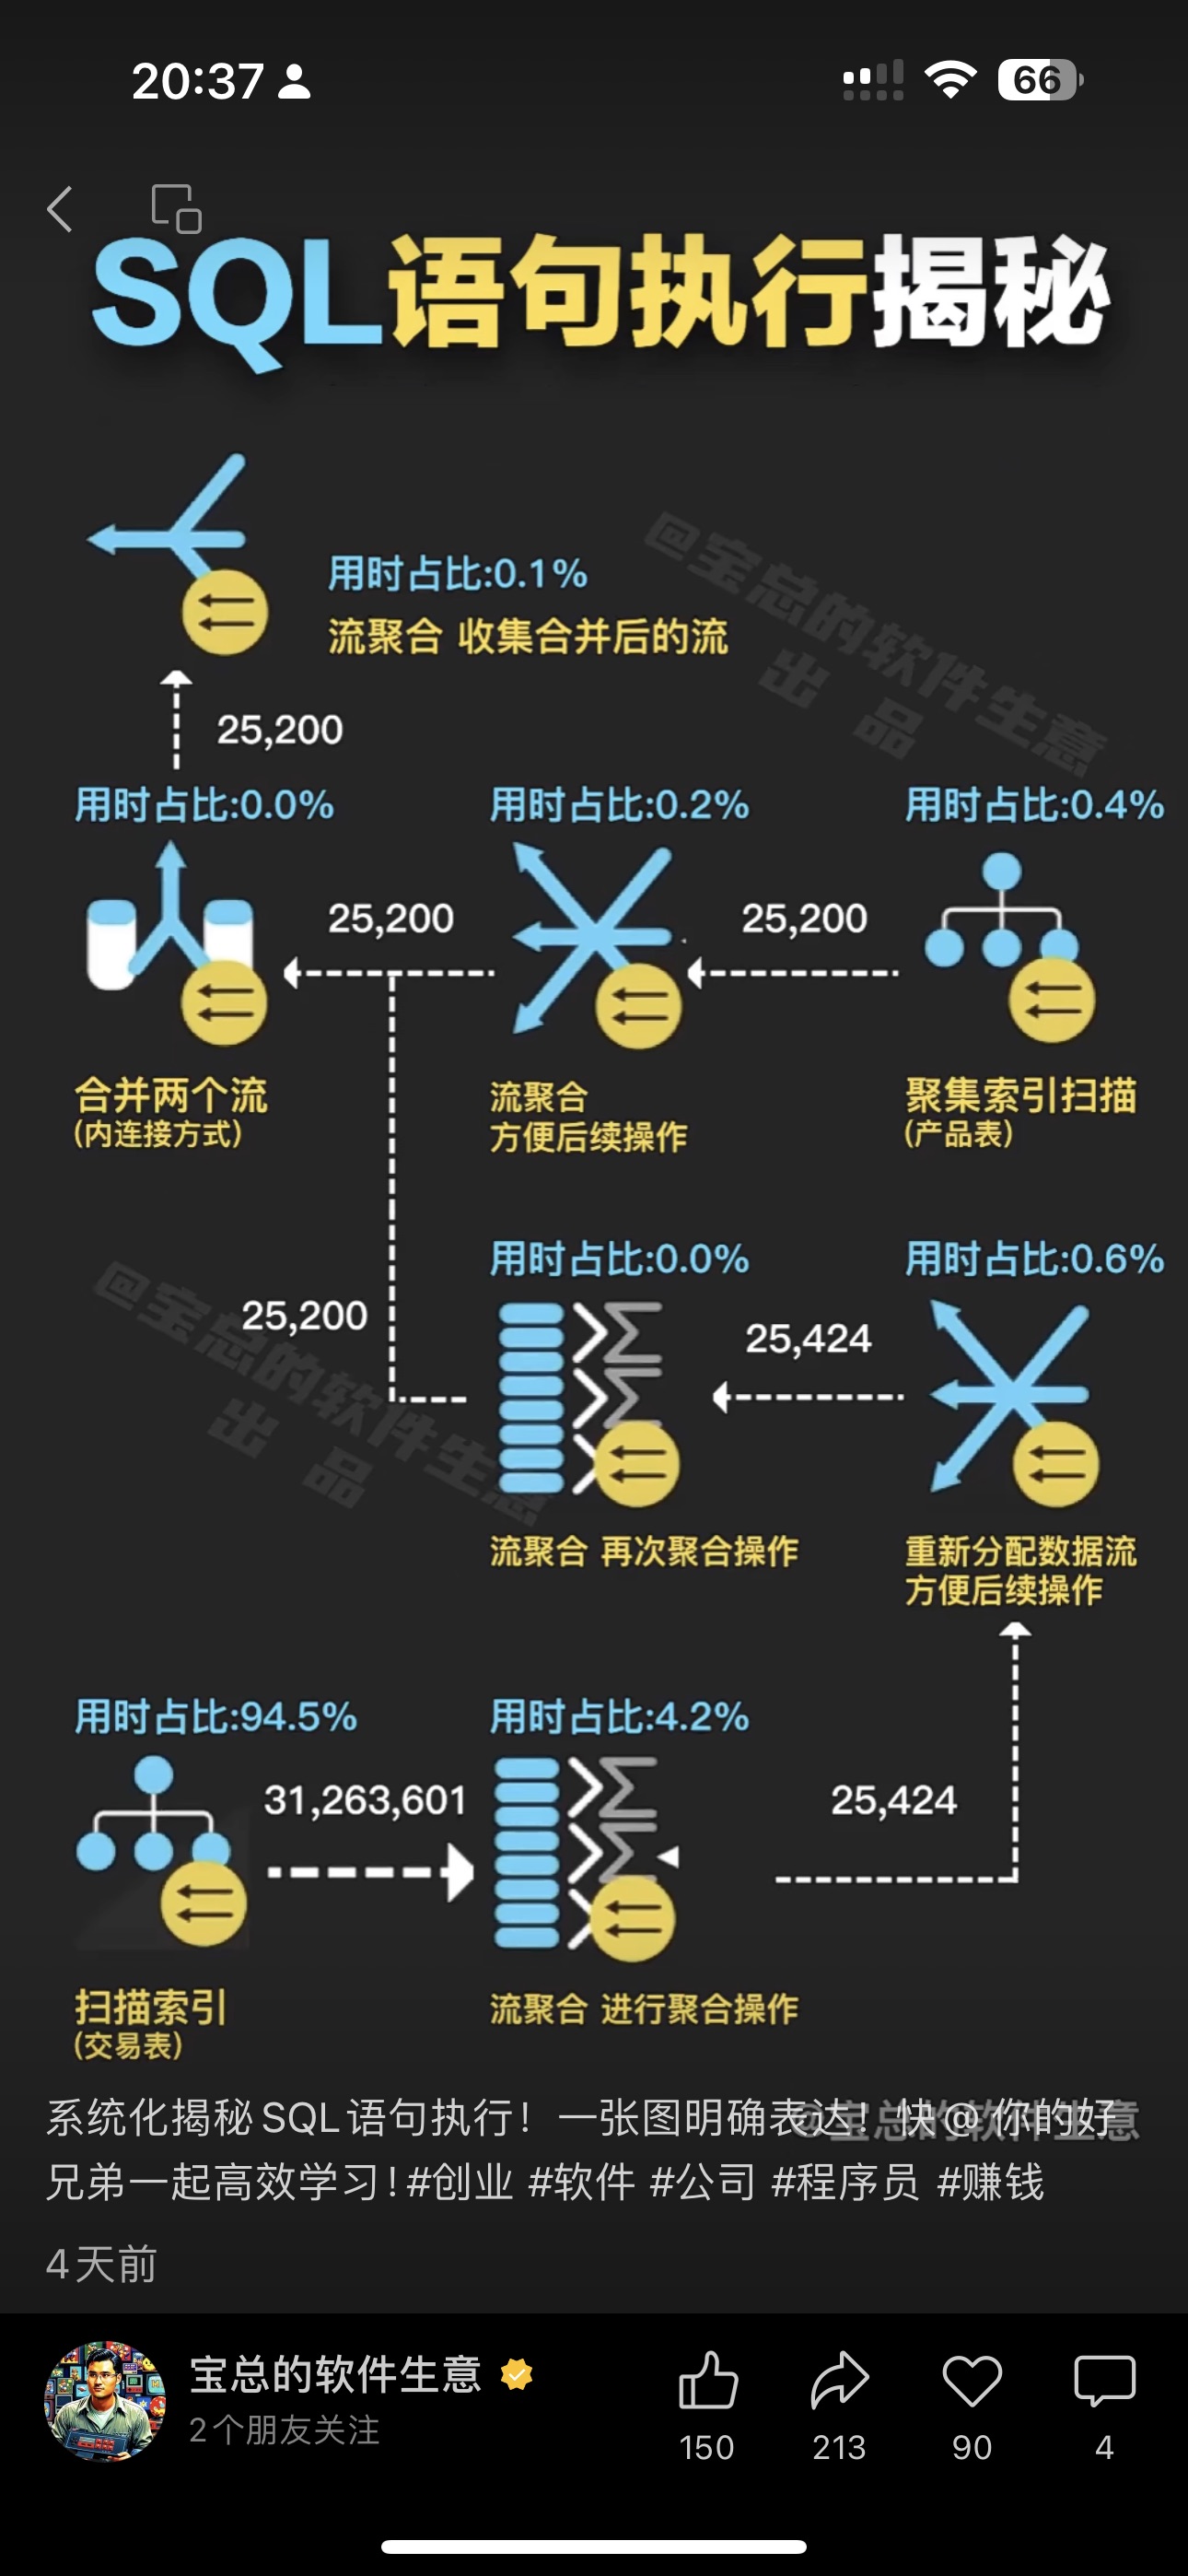 20:37
66
SQL语句执行揭秘
用时占比:0.1%
流聚合 收集合并后的流
@宝总的软件生意
出 品
25,200
用时占比:0.0%
用时占比:0.2%
用时占比:0.4%
25,200
25,200
合并两个流
(内连接方式)
流聚合
方便后续操作
聚集索引扫描
(产品表)
用时占比:0.0%
用时占比:0.6%
25,200
25,424
@宝总的软件生意
出 品
流聚合 再次聚合操作
重新分配数据流
方便后续操作
用时占比:94.5%
用时占比:4.2%
31,263,601
25,424
扫描索引
(交易表)
流聚合 进行聚合操作
系统化揭秘SQL语句执行！一张图明确表达！快@你的好
@宝总的软件生意
兄弟一起高效学习!#创业 #软件 #公司 #程序员 #赚钱
4天前
宝总的软件生意
2个朋友关注
150
213
90
4